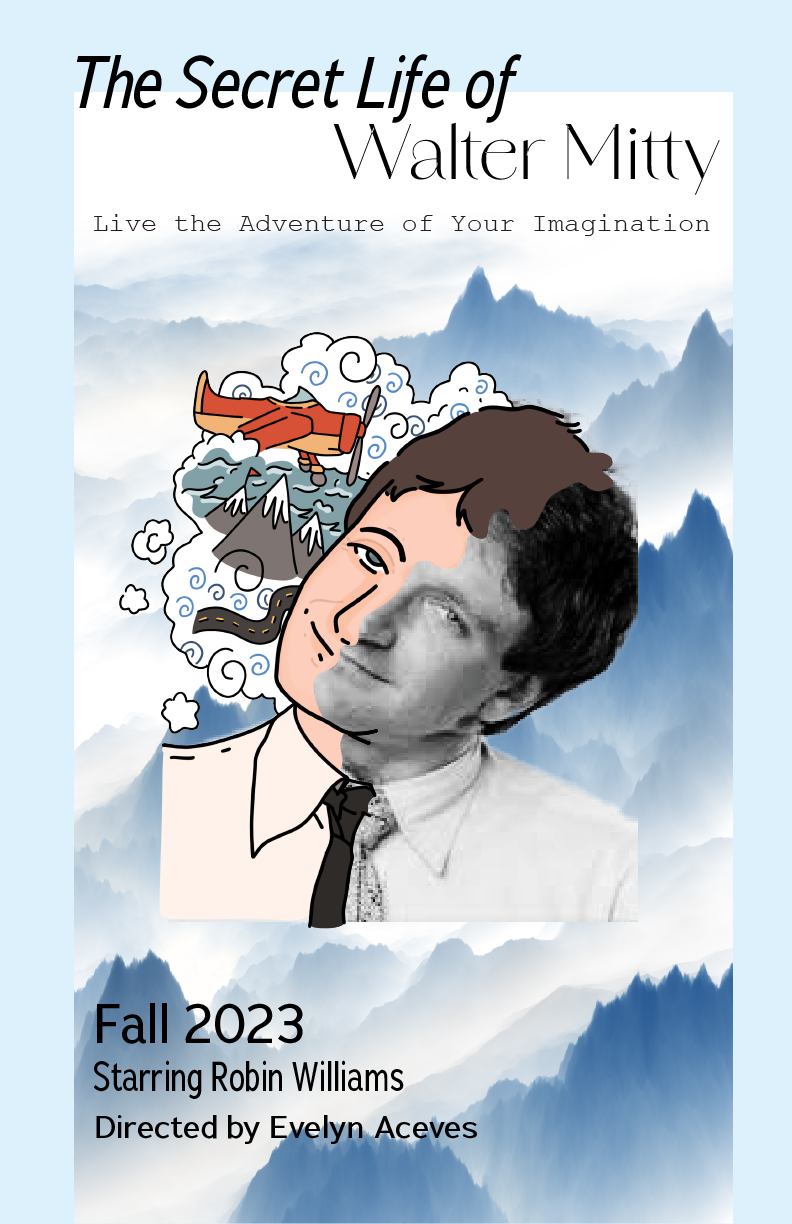 The Secret Life of
Walter Mitty
Live the Adventure of Your Imagination
Fall 2023
Starring Robin Williams
Directed by Evelyn Aceves